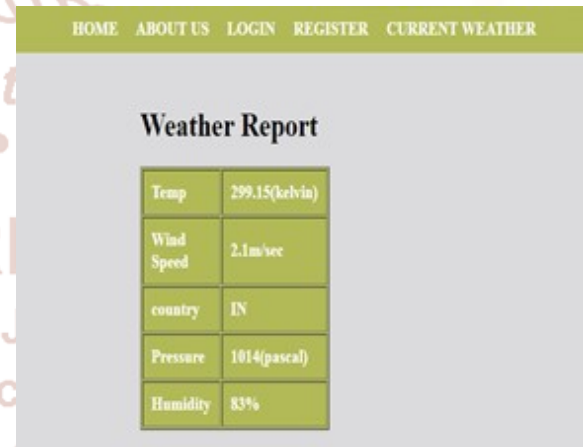 HOME ABOUT US LOGIN REGISTER CURRENT WEATHER
Weather Report
Temp 299.15(kelvin)
Wind
Speed 2.1m/sec
country IN
Pressure 1014(pascal)
Humidity 83%